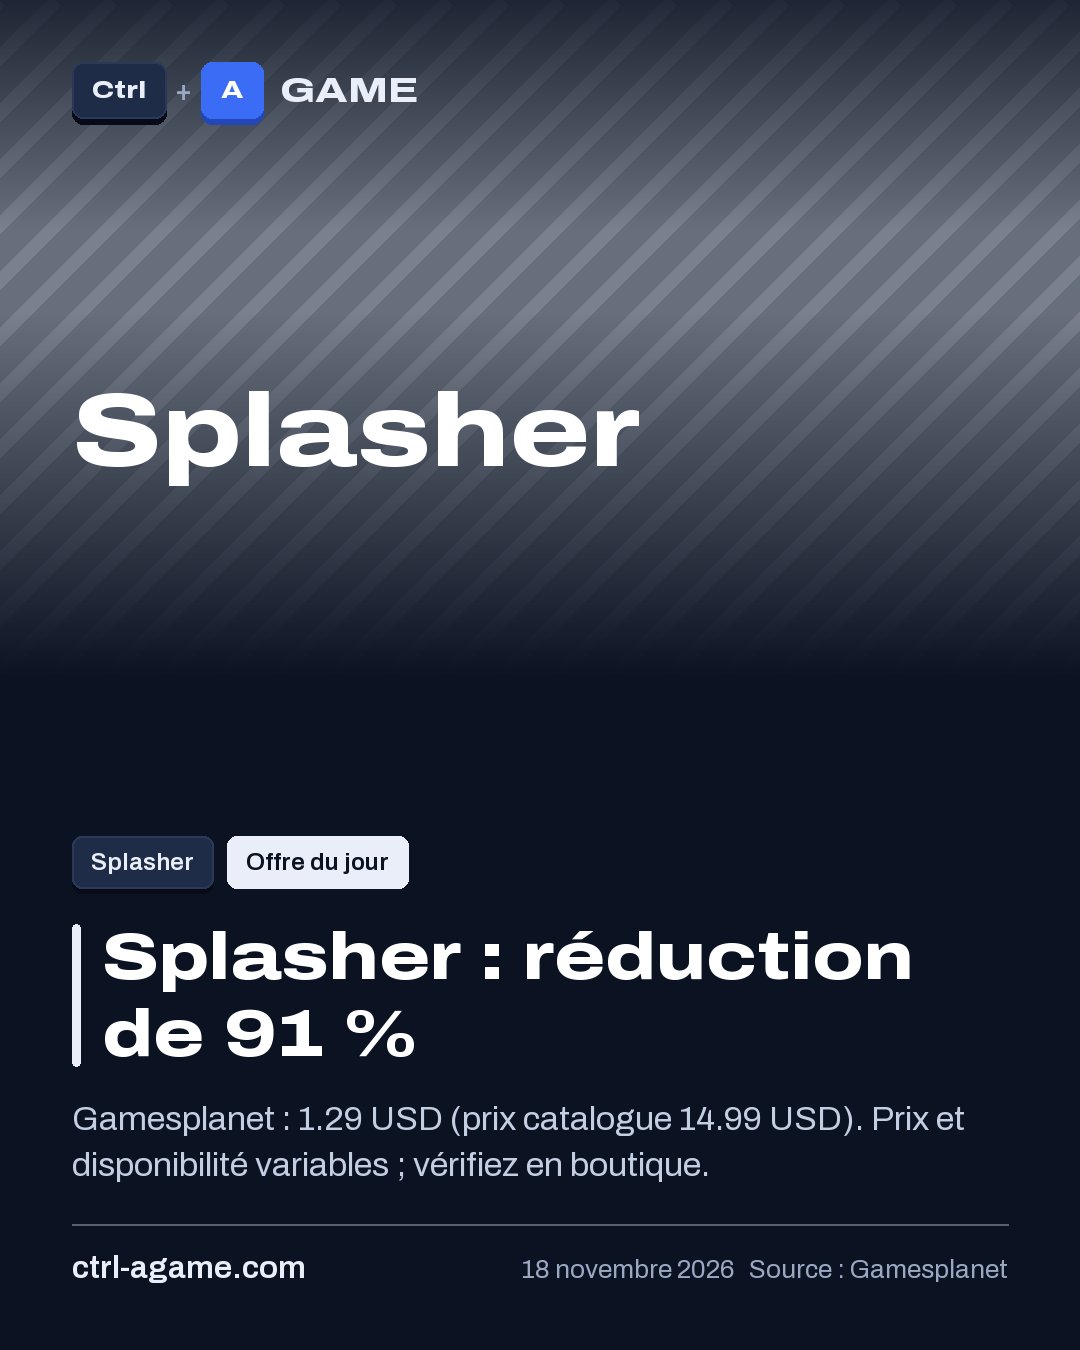 Ctrl + A GAME
Splasher
Splasher Offre du jour
Splasher : réduction
de 91 %
Gamesplanet : 1.29 USD (prix catalogue 14.99 USD). Prix et
disponibilité variables ; vérifiez en boutique.
ctrl-agame.com 18 novembre 2026 Source : Gamesplanet